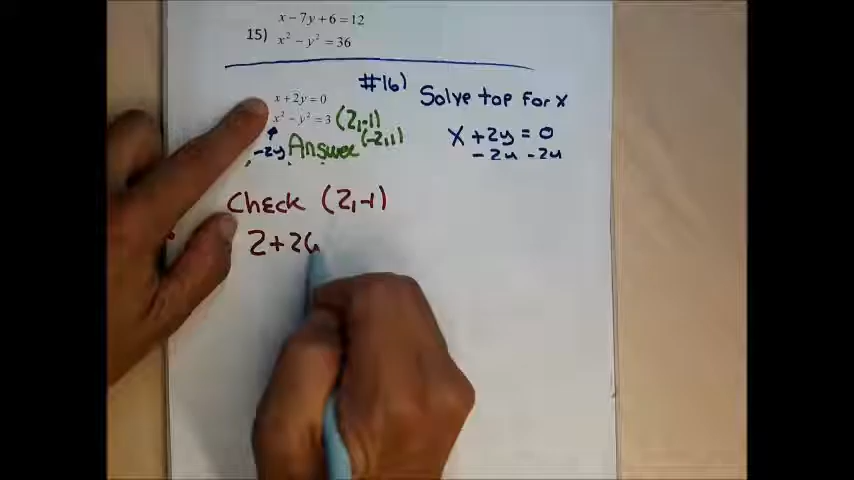 x - 7y + 6 = 12
15)
x² - y² = 36
#16) Solve top for x
x + 2y = 0
x² - y² = 3 (2,-1)
x + 2y = 0
-2y Answer (-2,1)
-2y -2y
Check (2,-1)
2+2(